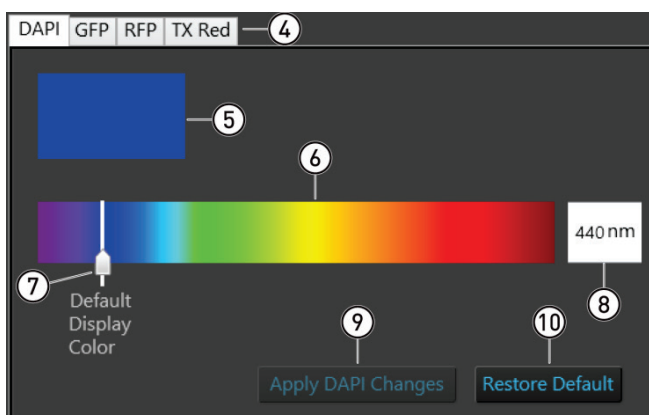 DAPI GFP RFP TX Red 4
5
6
440 nm
7
8
Default
Display
Color
9 10
Apply DAPI Changes Restore Default